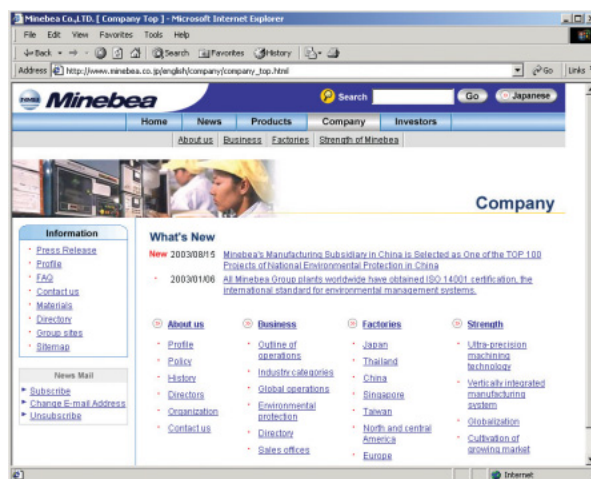 Minebea Co.,LTD. [ Company Top ] - Microsoft Internet Explorer
File Edit View Favorites Tools Help
Back Search Favorites History
Address http://www.minebea.co.jp/english/company/company_top.html Go Links
Minebea Search Go Japanese
Home News Products Company Investors
About us Business Factories Strength of Minebea
Company
Information
Press Release
Profile
FAQ
Contact us
Materials
Directory
Group sites
Sitemap
News Mail
Subscribe
Change E-mail Address
Unsubscribe
What's New
New 2003/08/15 Minebea's Manufacturing Subsidiary in China is Selected as One of the TOP 100
Projects of National Environmental Protection in China
2003/01/06 All Minebea Group plants worldwide have obtained ISO 14001 certification, the
international standard for environmental management systems.
About us
Profile
Policy
History
Directors
Organization
Contact us
Business
Outline of
operations
Industry categories
Global operations
Environmental
protection
Directory
Sales offices
Factories
Japan
Thailand
China
Singapore
Taiwan
North and central
America
Europe
Strength
Ultra-precision
machining
technology
Vertically integrated
manufacturing
system
Globalization
Cultivation of
growing market
Internet